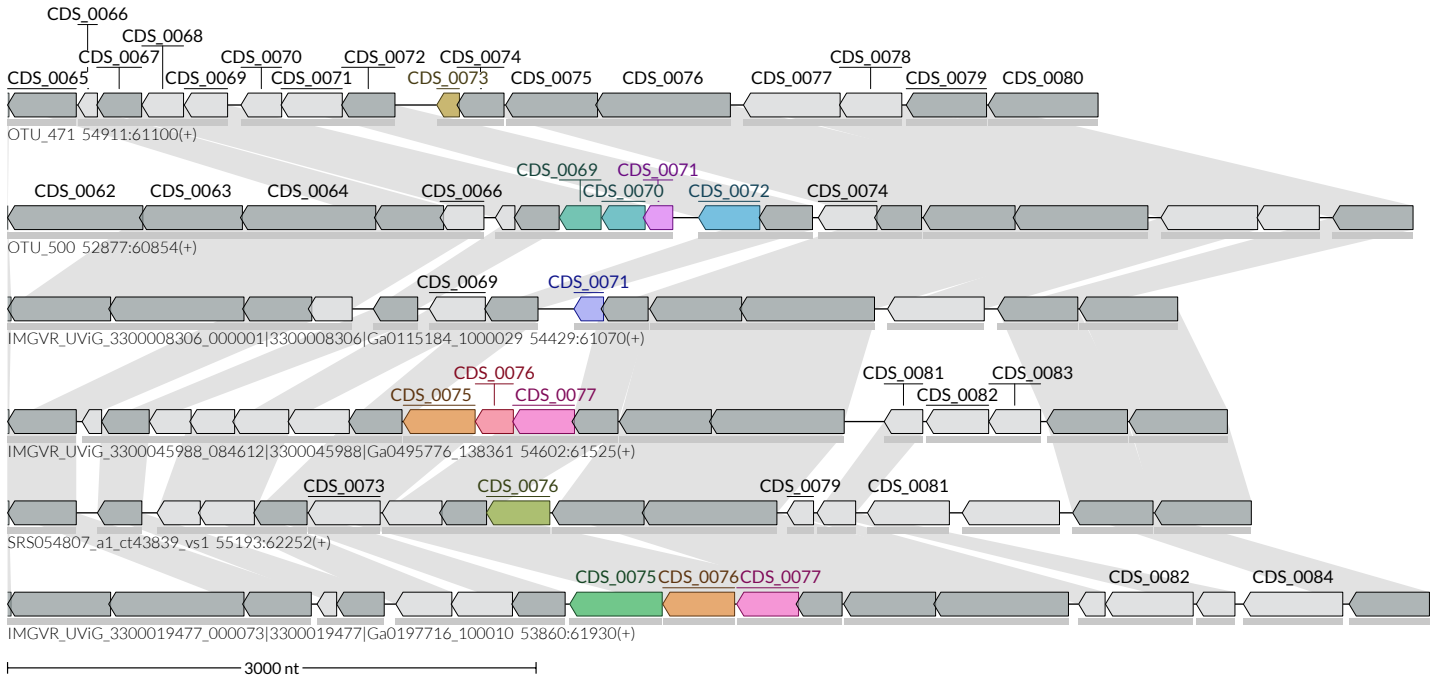 CDS_0066
CDS_0068
CDS_0067 CDS_0070 CDS_0072 CDS_0074 CDS_0078
CDS_0065 CDS_0069 CDS_0071 CDS_0073 CDS_0075 CDS_0076 CDS_0077 CDS_0079 CDS_0080
OTU_471 54911:61100(+)
CDS_0069 CDS_0071
CDS_0062 CDS_0063 CDS_0064 CDS_0066 CDS_0070 CDS_0072 CDS_0074
OTU_500 52877:60854(+)
CDS_0069 CDS_0071
IMGVR_UViG_3300008306_000001|3300008306|Ga0115184_1000029 54429:61070(+)
CDS_0076 CDS_0081 CDS_0083
CDS_0075 CDS_0077 CDS_0082
IMGVR_UViG_3300045988_084612|3300045988|Ga0495776_138361 54602:61525(+)
CDS_0073 CDS_0076 CDS_0079 CDS_0081
SRS054807_a1_ct43839_vs1 55193:62252(+)
CDS_0075 CDS_0076 CDS_0077 CDS_0082 CDS_0084
IMGVR_UViG_3300019477_000073|3300019477|Ga0197716_100010 53860:61930(+)
3000 nt